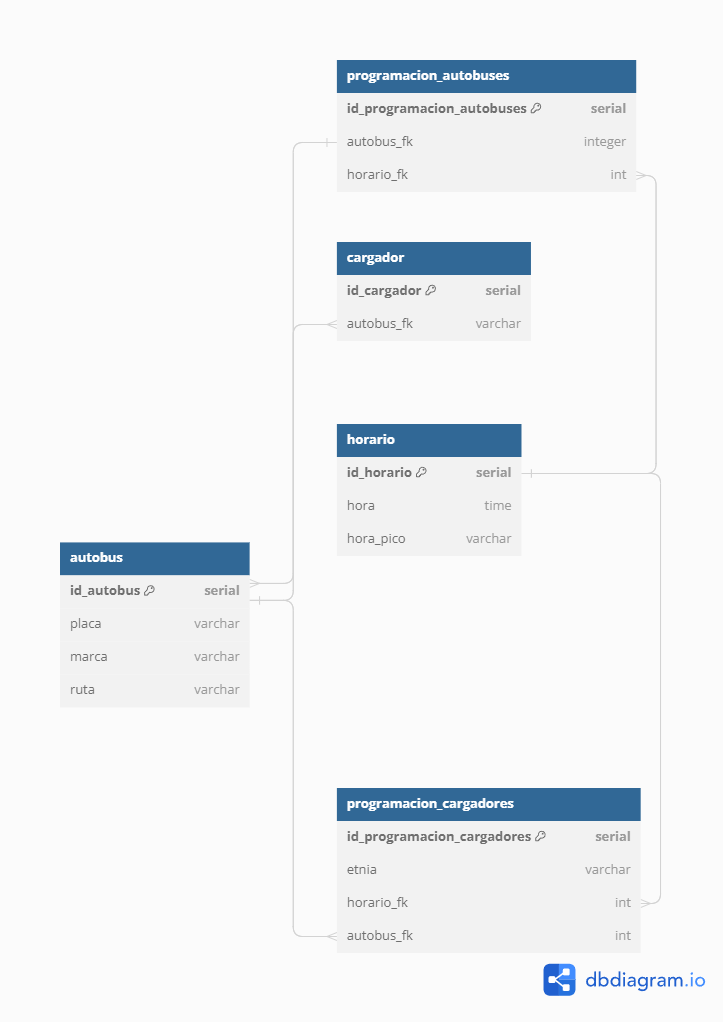 programacion_autobuses
id_programacion_autobuses serial
autobus_fk integer
horario_fk int
cargador
id_cargador serial
autobus_fk varchar
horario
id_horario serial
hora time
hora_pico varchar
autobus
id_autobus serial
placa varchar
marca varchar
ruta varchar
programacion_cargadores
id_programacion_cargadores serial
etnia varchar
horario_fk int
autobus_fk int
dbdiagram.io